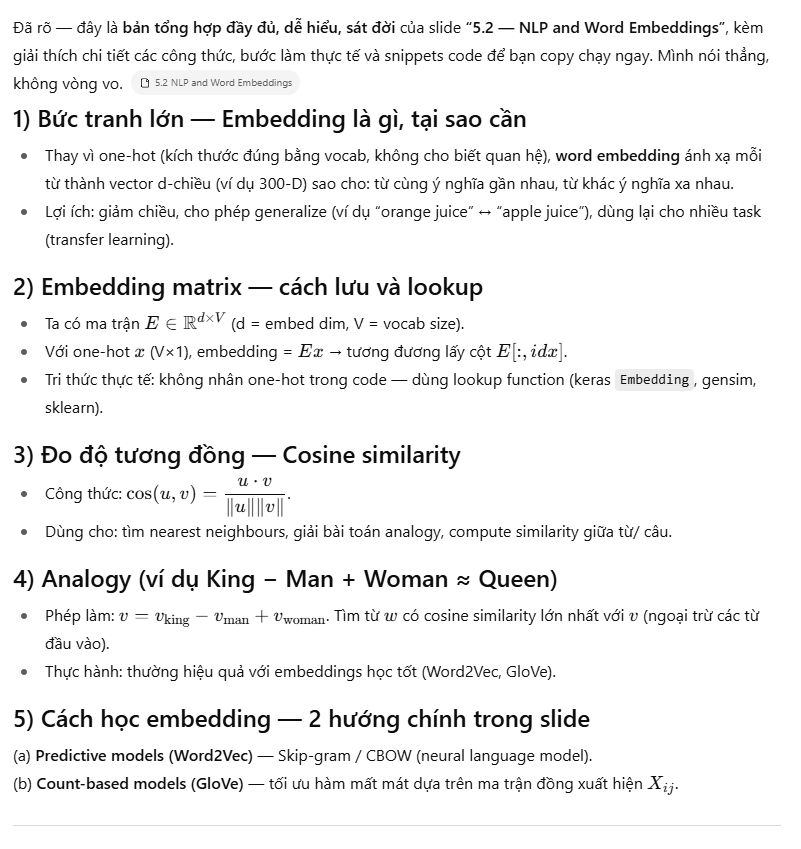 Đã rõ — đây là bản tổng hợp đầy đủ, dễ hiểu, sát đời của slide “5.2 — NLP and Word Embeddings”, kèm
giải thích chi tiết các công thức, bước làm thực tế và snippets code để bạn copy chạy ngay. Mình nói thẳng,
không vòng vo. 5.2 NLP and Word Embeddings
1) Bức tranh lớn — Embedding là gì, tại sao cần
• Thay vì one-hot (kích thước đúng bằng vocab, không cho biết quan hệ), word embedding ánh xạ mỗi
từ thành vector d-chiều (ví dụ 300-D) sao cho: từ cùng ý nghĩa gần nhau, từ khác ý nghĩa xa nhau.
• Lợi ích: giảm chiều, cho phép generalize (ví dụ “orange juice” ↔ “apple juice”), dùng lại cho nhiều task
(transfer learning).
2) Embedding matrix — cách lưu và lookup
• Ta có ma trận E ∈ ℝ^{d×V} (d = embed dim, V = vocab size).
• Với one-hot x (V×1), embedding = Ex → tương đương lấy cột E[:, idx].
• Tri thức thực tế: không nhân one-hot trong code — dùng lookup function (keras Embedding, gensim,
sklearn).
3) Đo độ tương đồng — Cosine similarity
• Công thức: cos(u, v) = \frac{u · v}{‖u‖‖v‖}.
• Dùng cho: tìm nearest neighbours, giải bài toán analogy, compute similarity giữa từ/ câu.
4) Analogy (ví dụ King − Man + Woman ≈ Queen)
• Phép làm: v = v_{king} − v_{man} + v_{woman}. Tìm từ w có cosine similarity lớn nhất với v (ngoại trừ các từ
đầu vào).
• Thực hành: thường hiệu quả với embeddings học tốt (Word2Vec, GloVe).
5) Cách học embedding — 2 hướng chính trong slide
(a) Predictive models (Word2Vec) — Skip-gram / CBOW (neural language model).
(b) Count-based models (GloVe) — tối ưu hàm mất mát dựa trên ma trận đồng xuất hiện X_{ij}.